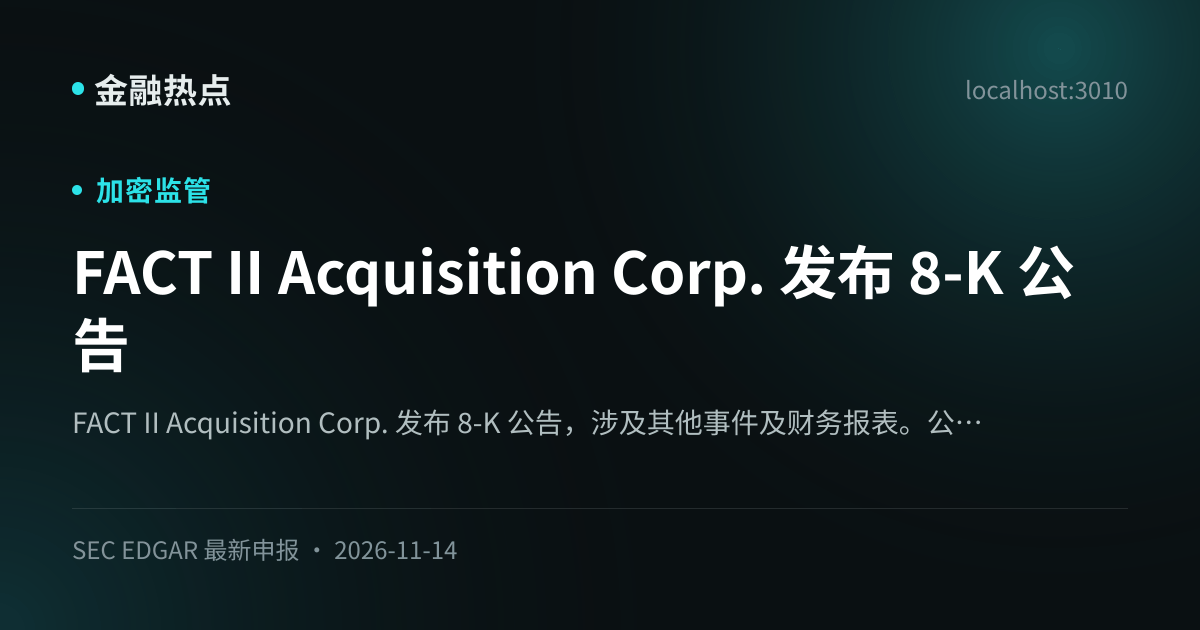 金融热点
localhost:3010
加密监管
FACT II Acquisition Corp. 发布 8-K 公
告
FACT II Acquisition Corp. 发布 8-K 公告，涉及其他事件及财务报表。公…
SEC EDGAR 最新申报 · 2026-11-14